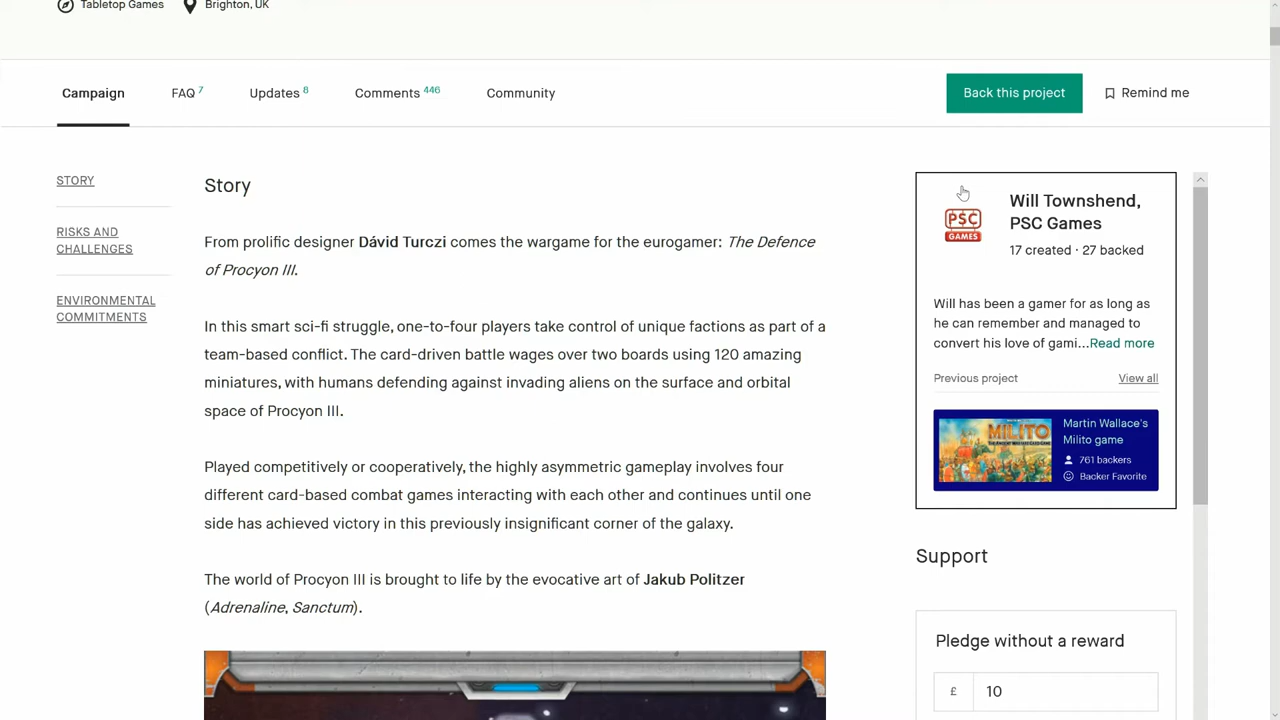 Tabletop Games Brighton, UK
Campaign FAQ 7 Updates 8 Comments 446 Community Back this project Remind me
STORY
RISKS AND
CHALLENGES
ENVIRONMENTAL
COMMITMENTS
Story
From prolific designer Dávid Turczi comes the wargame for the eurogamer: The Defence
of Procyon III.
In this smart sci-fi struggle, one-to-four players take control of unique factions as part of a
team-based conflict. The card-driven battle wages over two boards using 120 amazing
miniatures, with humans defending against invading aliens on the surface and orbital
space of Procyon III.
Played competitively or cooperatively, the highly asymmetric gameplay involves four
different card-based combat games interacting with each other and continues until one
side has achieved victory in this previously insignificant corner of the galaxy.
The world of Procyon III is brought to life by the evocative art of Jakub Politzer
(Adrenaline, Sanctum).
PSC
GAMES
Will Townshend,
PSC Games
17 created · 27 backed
Will has been a gamer for as long as
he can remember and managed to
convert his love of gami...Read more
Previous project View all
MILITO
Martin Wallace's
Milito game
761 backers
Backer Favorite
Support
Pledge without a reward
£ 10